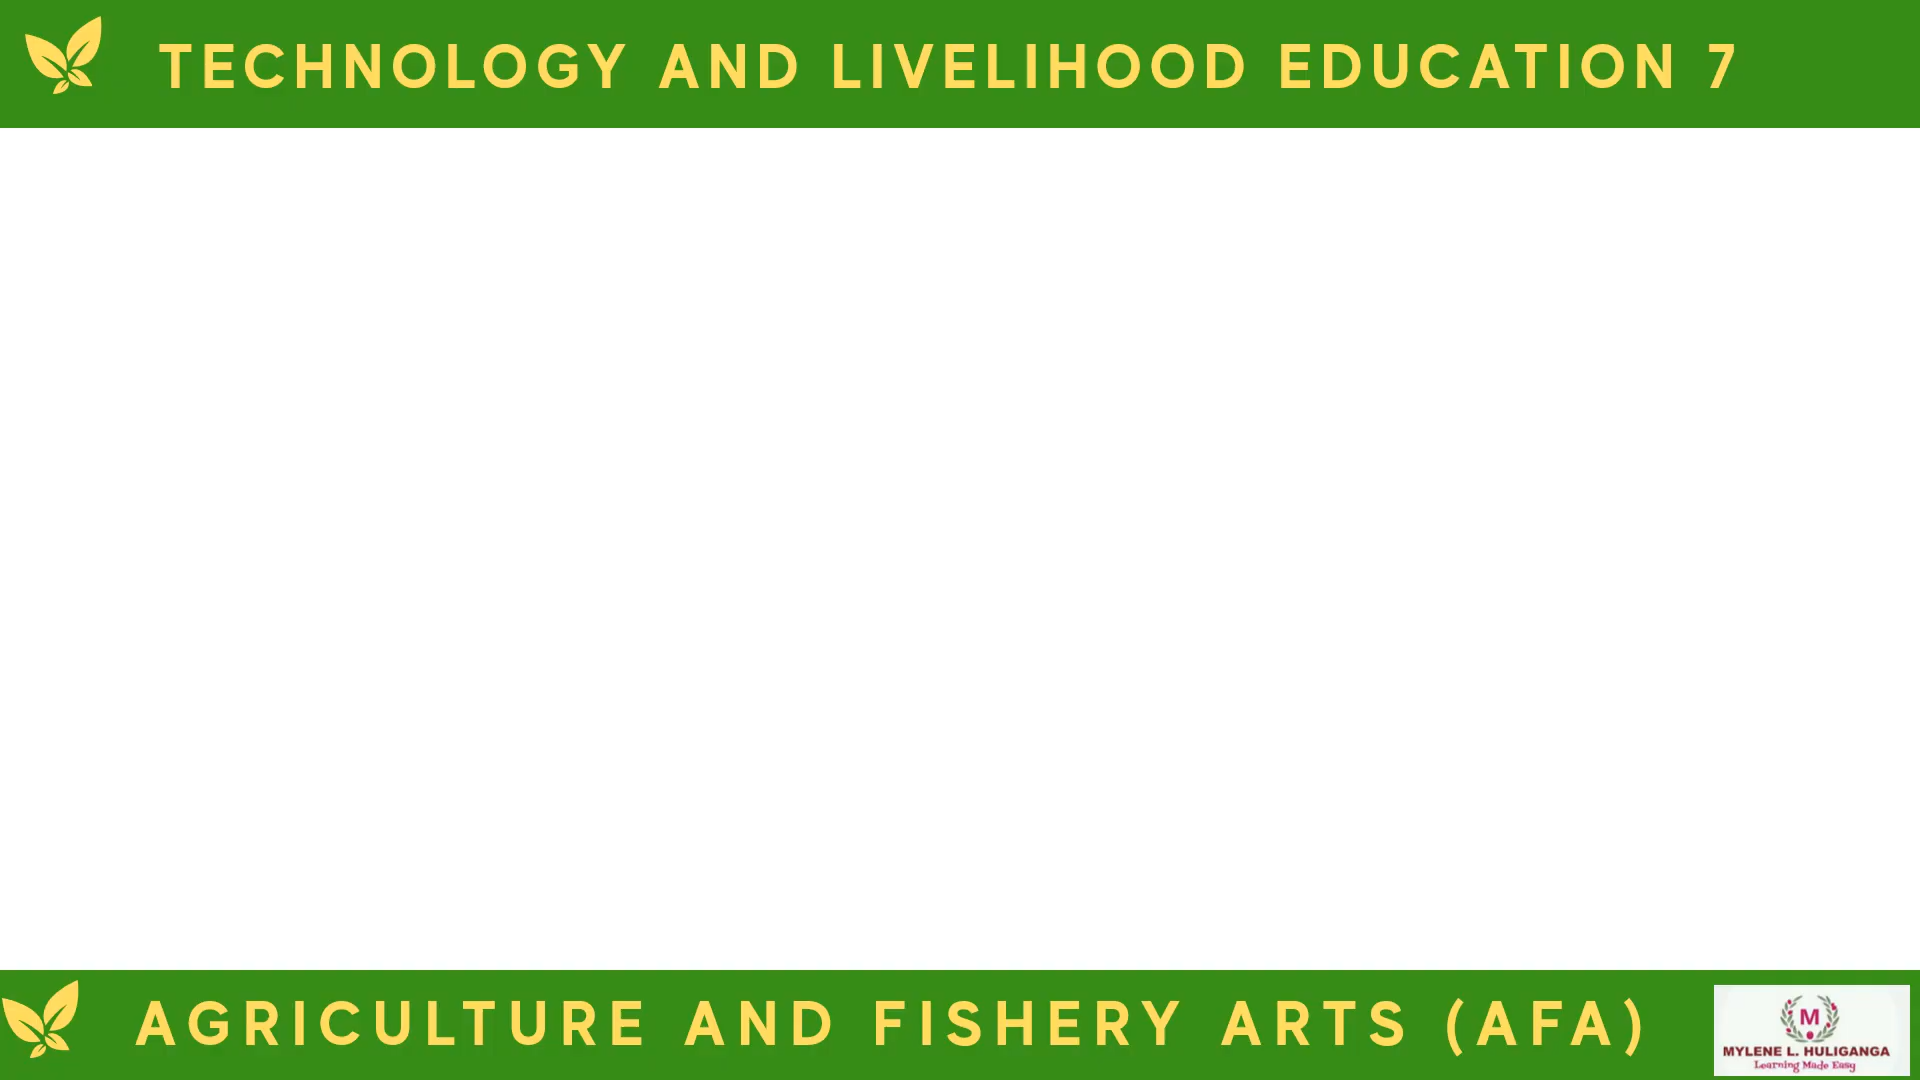 TECHNOLOGY AND LIVELIHOOD EDUCATION 7
AGRICULTURE AND FISHERY ARTS (AFA)
M
MYLENE L. HULIGANGA
Learning Made Easy